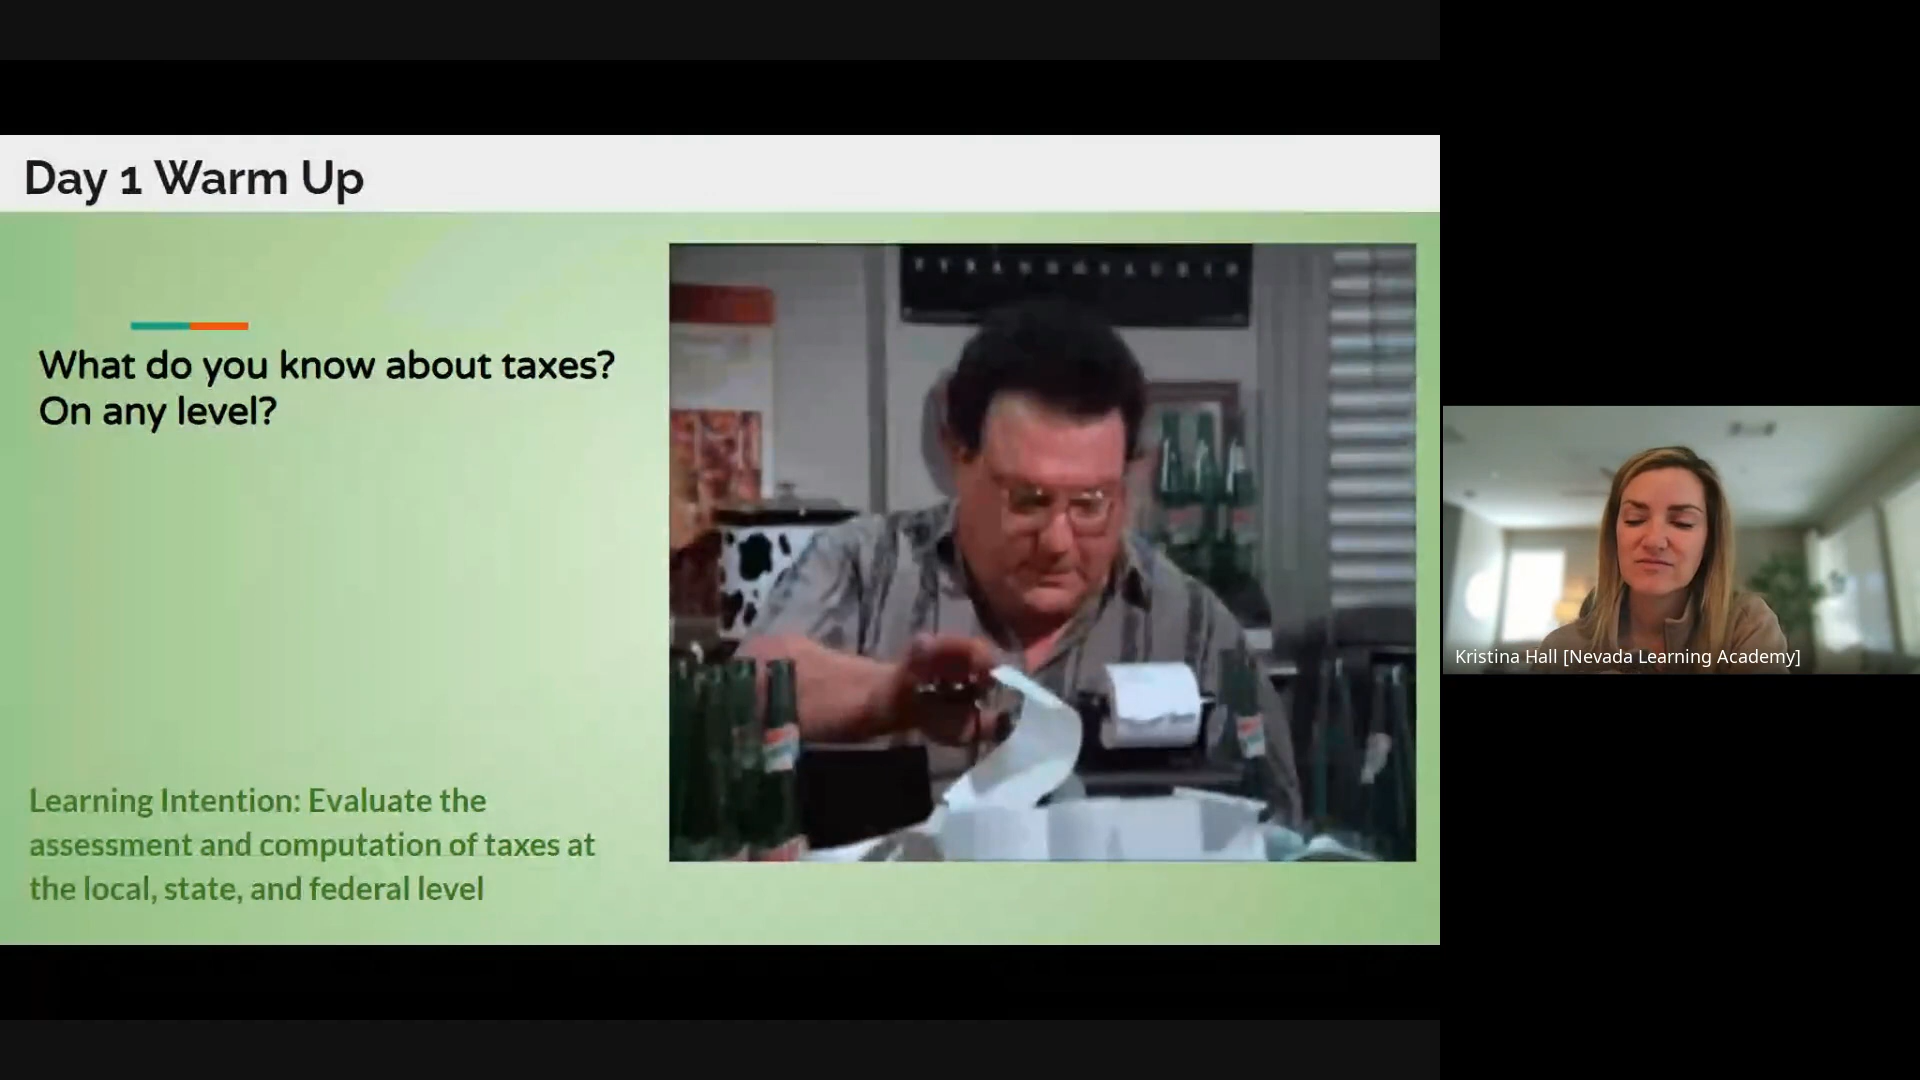 Day 1 Warm Up
What do you know about taxes?
On any level?
Learning Intention: Evaluate the
assessment and computation of taxes at
the local, state, and federal level
Kristina Hall [Nevada Learning Academy]